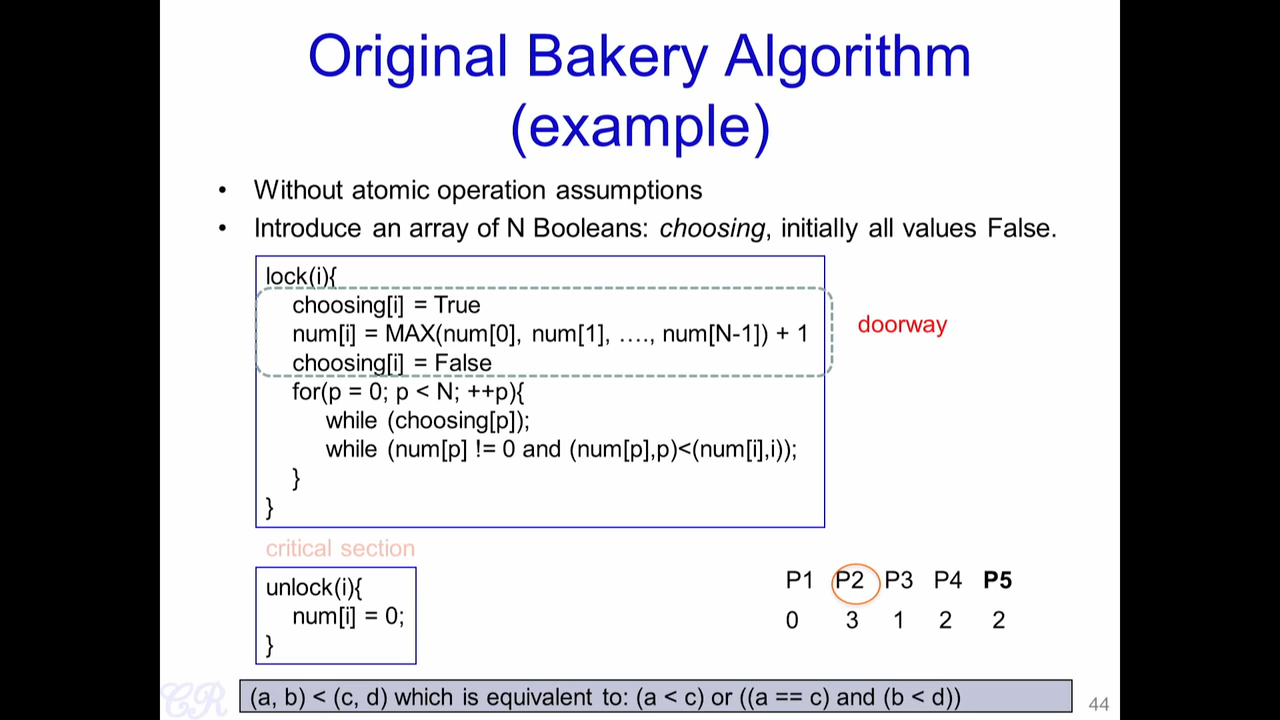 Original Bakery Algorithm
(example)
• Without atomic operation assumptions
• Introduce an array of N Booleans: choosing, initially all values False.
lock(i){
choosing[i] = True
num[i] = MAX(num[0], num[1], …., num[N-1]) + 1
choosing[i] = False
for(p = 0; p < N; ++p){
while (choosing[p]);
while (num[p] != 0 and (num[p],p)<(num[i],i));
}
}
doorway
critical section
unlock(i){
num[i] = 0;
}
P1 P2 P3 P4 P5
0 3 1 2 2
CR
(a, b) < (c, d) which is equivalent to: (a < c) or ((a == c) and (b < d))
44